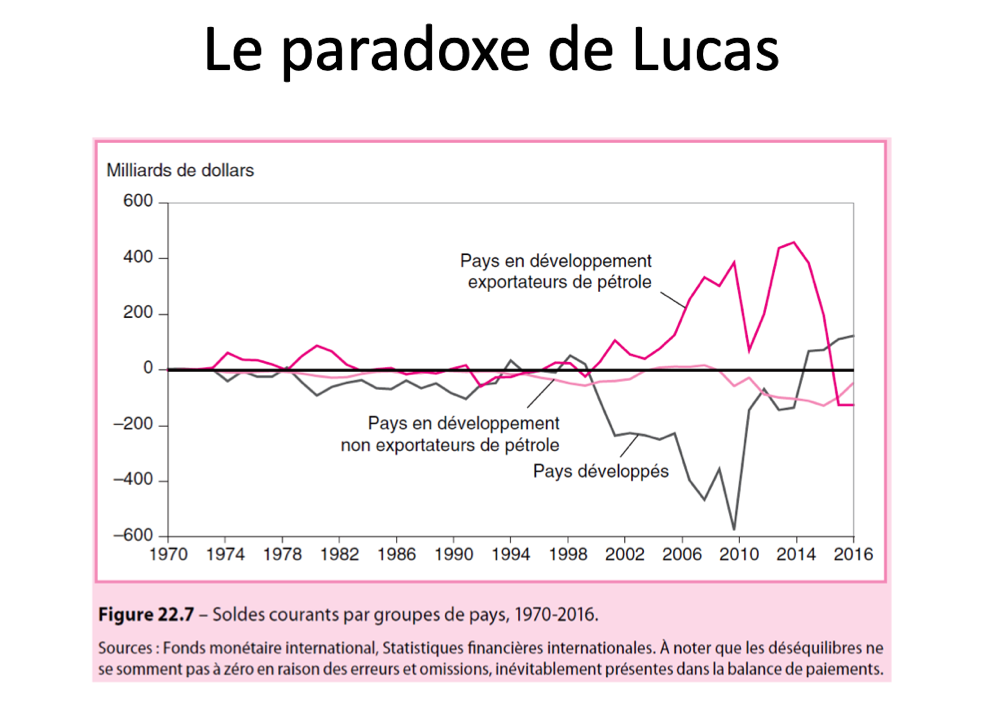 Le paradoxe de Lucas
Milliards de dollars
600
400
200
0
–200
–400
–600
Pays en développement
exportateurs de pétrole
Pays en développement
non exportateurs de pétrole
Pays développés
1970 1974 1978 1982 1986 1990 1994 1998 2002 2006 2010 2014 2016
Figure 22.7 – Soldes courants par groupes de pays, 1970-2016.
Sources : Fonds monétaire international, Statistiques financières internationales. À noter que les déséquilibres ne
se somment pas à zéro en raison des erreurs et omissions, inévitablement présentes dans la balance de paiements.